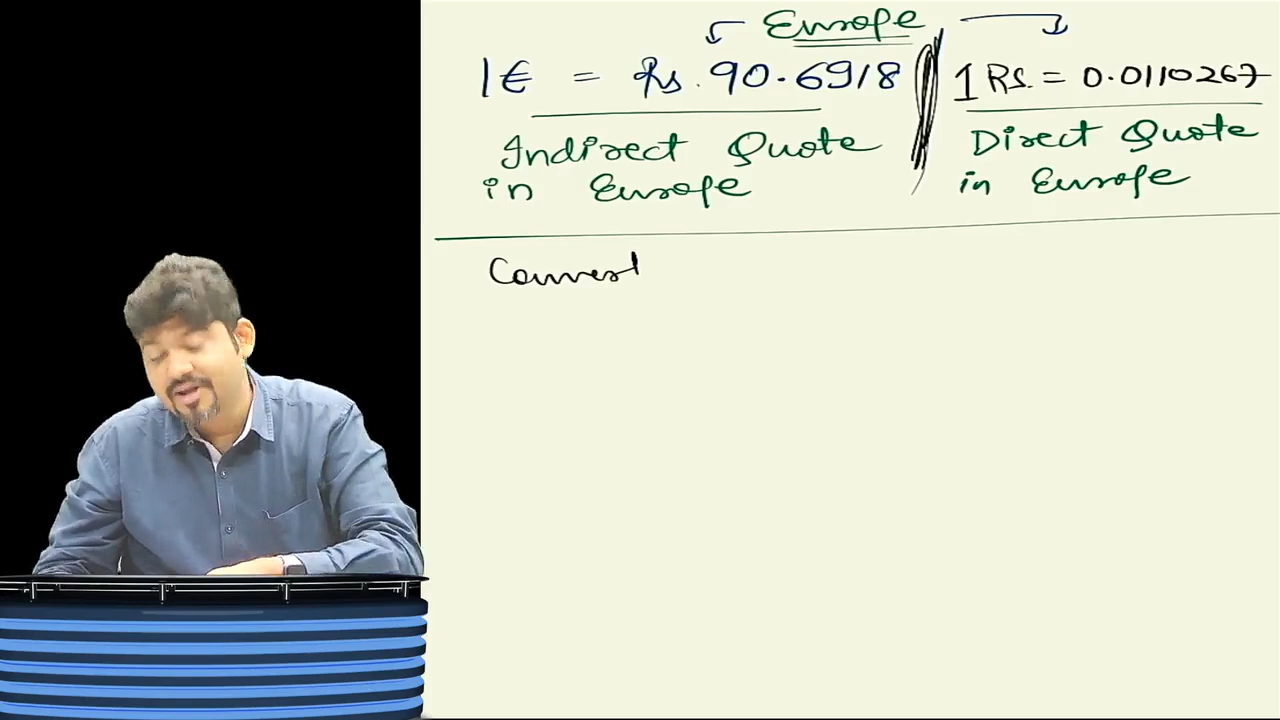 Europe
1€ = Rs. 90.6918
1 Rs. = 0.0110267
Indirect Quote
in Europe
Direct Quote
in Europe
Convert